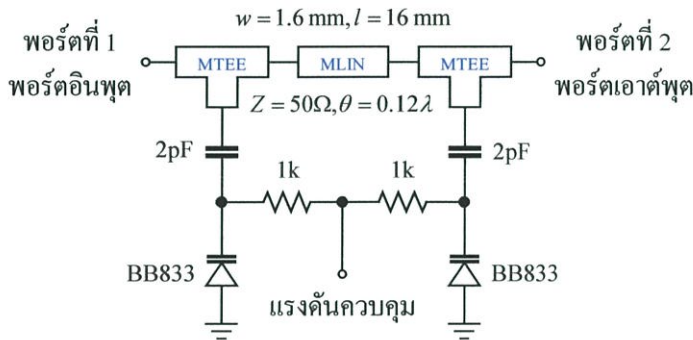 w = 1.6 mm, l = 16 mm
พอร์ตที่ 1
พอร์ตอินพุต
MTEE
MLIN
MTEE
พอร์ตที่ 2
พอร์ตเอาต์พุต
Z = 50Ω, θ = 0.12λ
2pF
2pF
1k
1k
BB833
BB833
แรงดันควบคุม